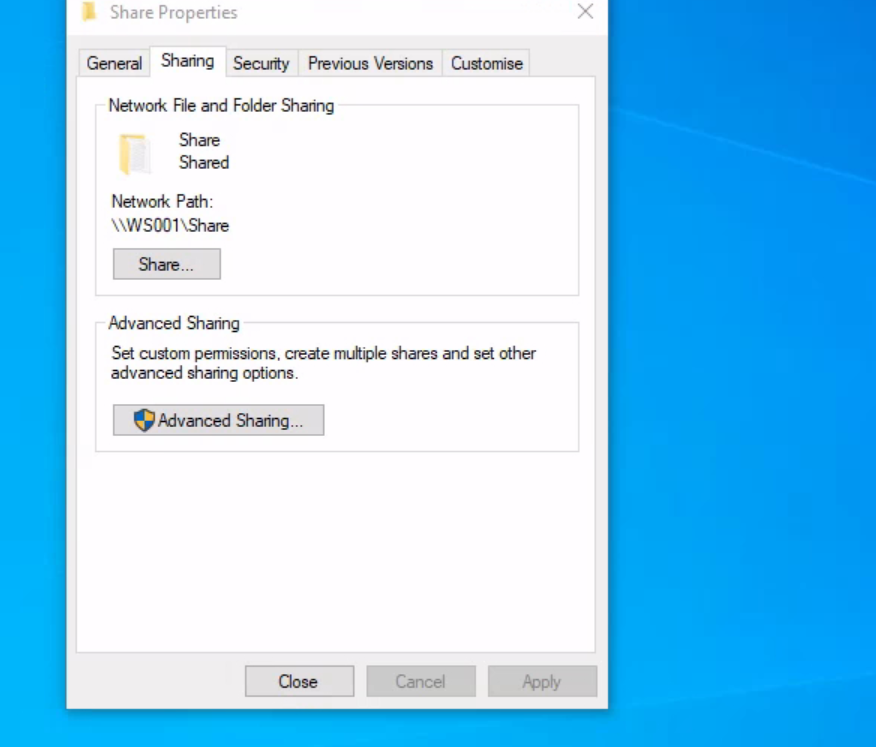 Share Properties
General Sharing Security Previous Versions Customise
Network File and Folder Sharing
Share
Shared
Network Path:
\\WS001\Share
Share...
Advanced Sharing
Set custom permissions, create multiple shares and set other
advanced sharing options.
Advanced Sharing...
Close Cancel Apply